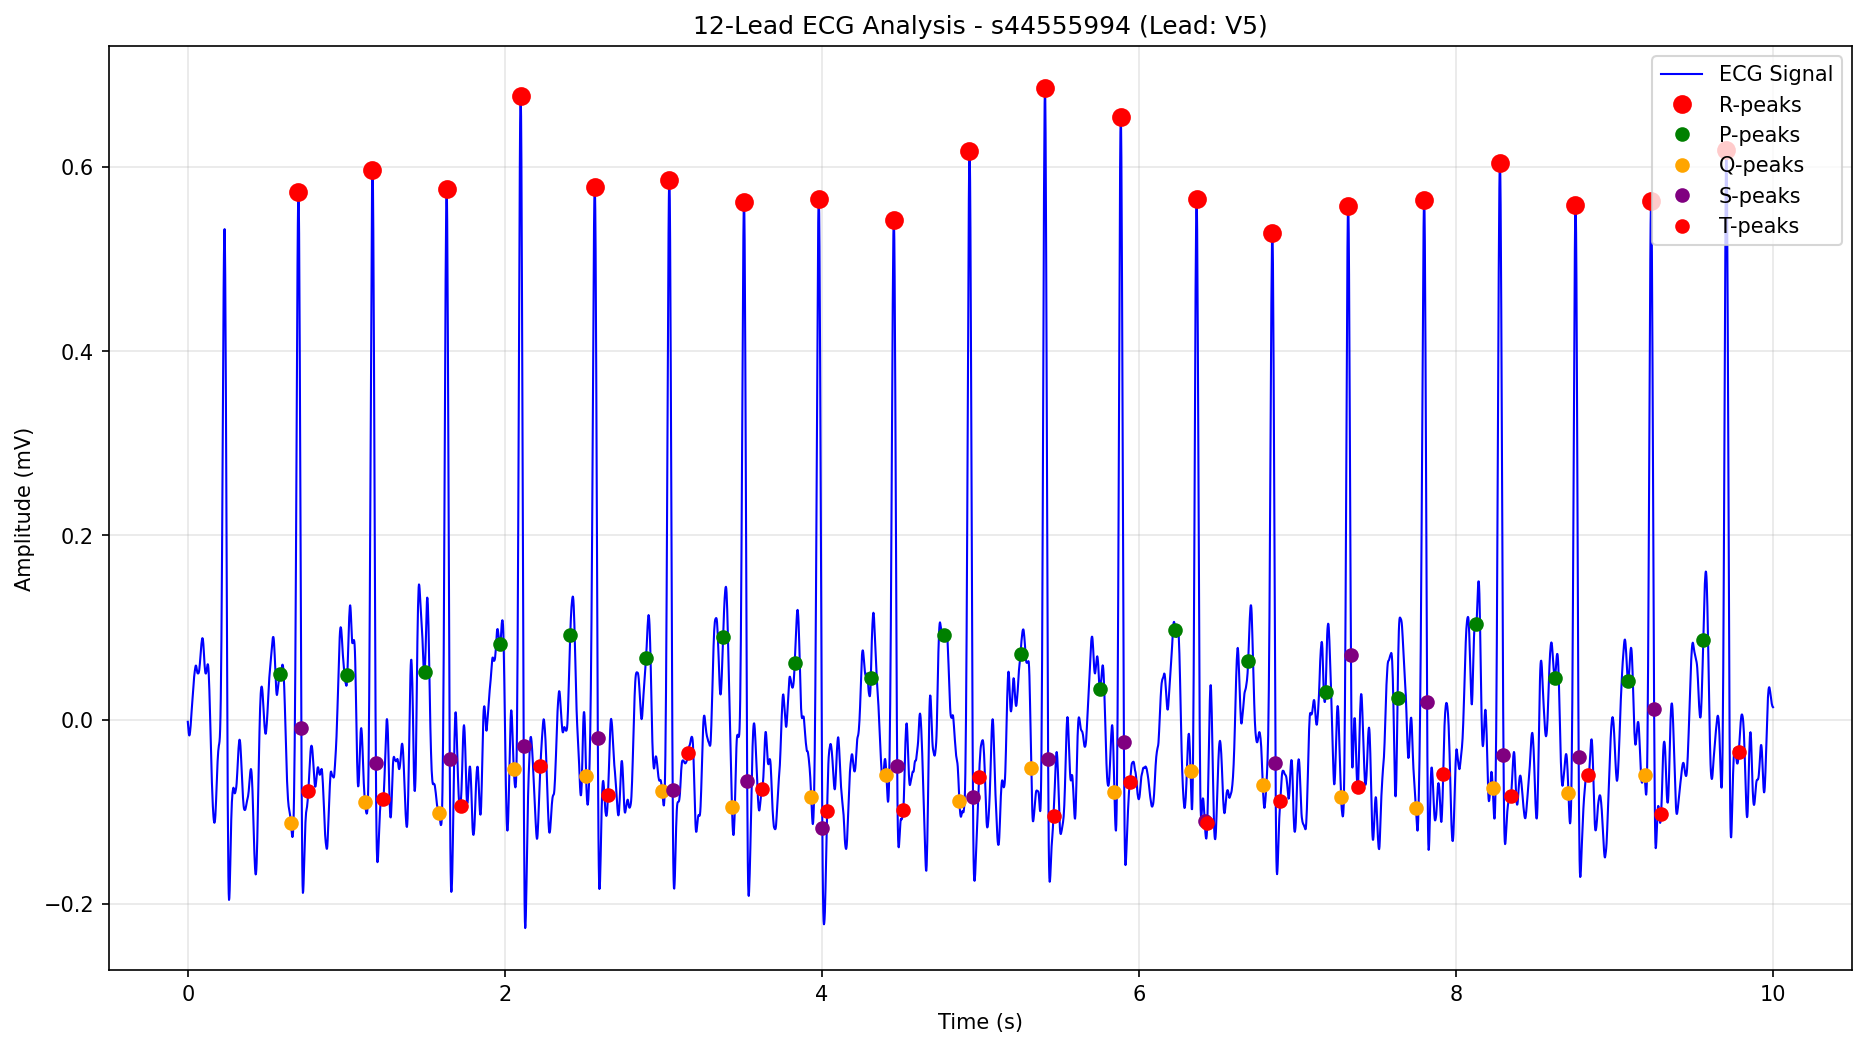 12-Lead ECG Analysis - s44555994 (Lead: V5)
ECG Signal
R-peaks
P-peaks
Q-peaks
S-peaks
T-peaks
Amplitude (mV)
0.6
0.4
0.2
0.0
−0.2
0 2 4 6 8 10
Time (s)